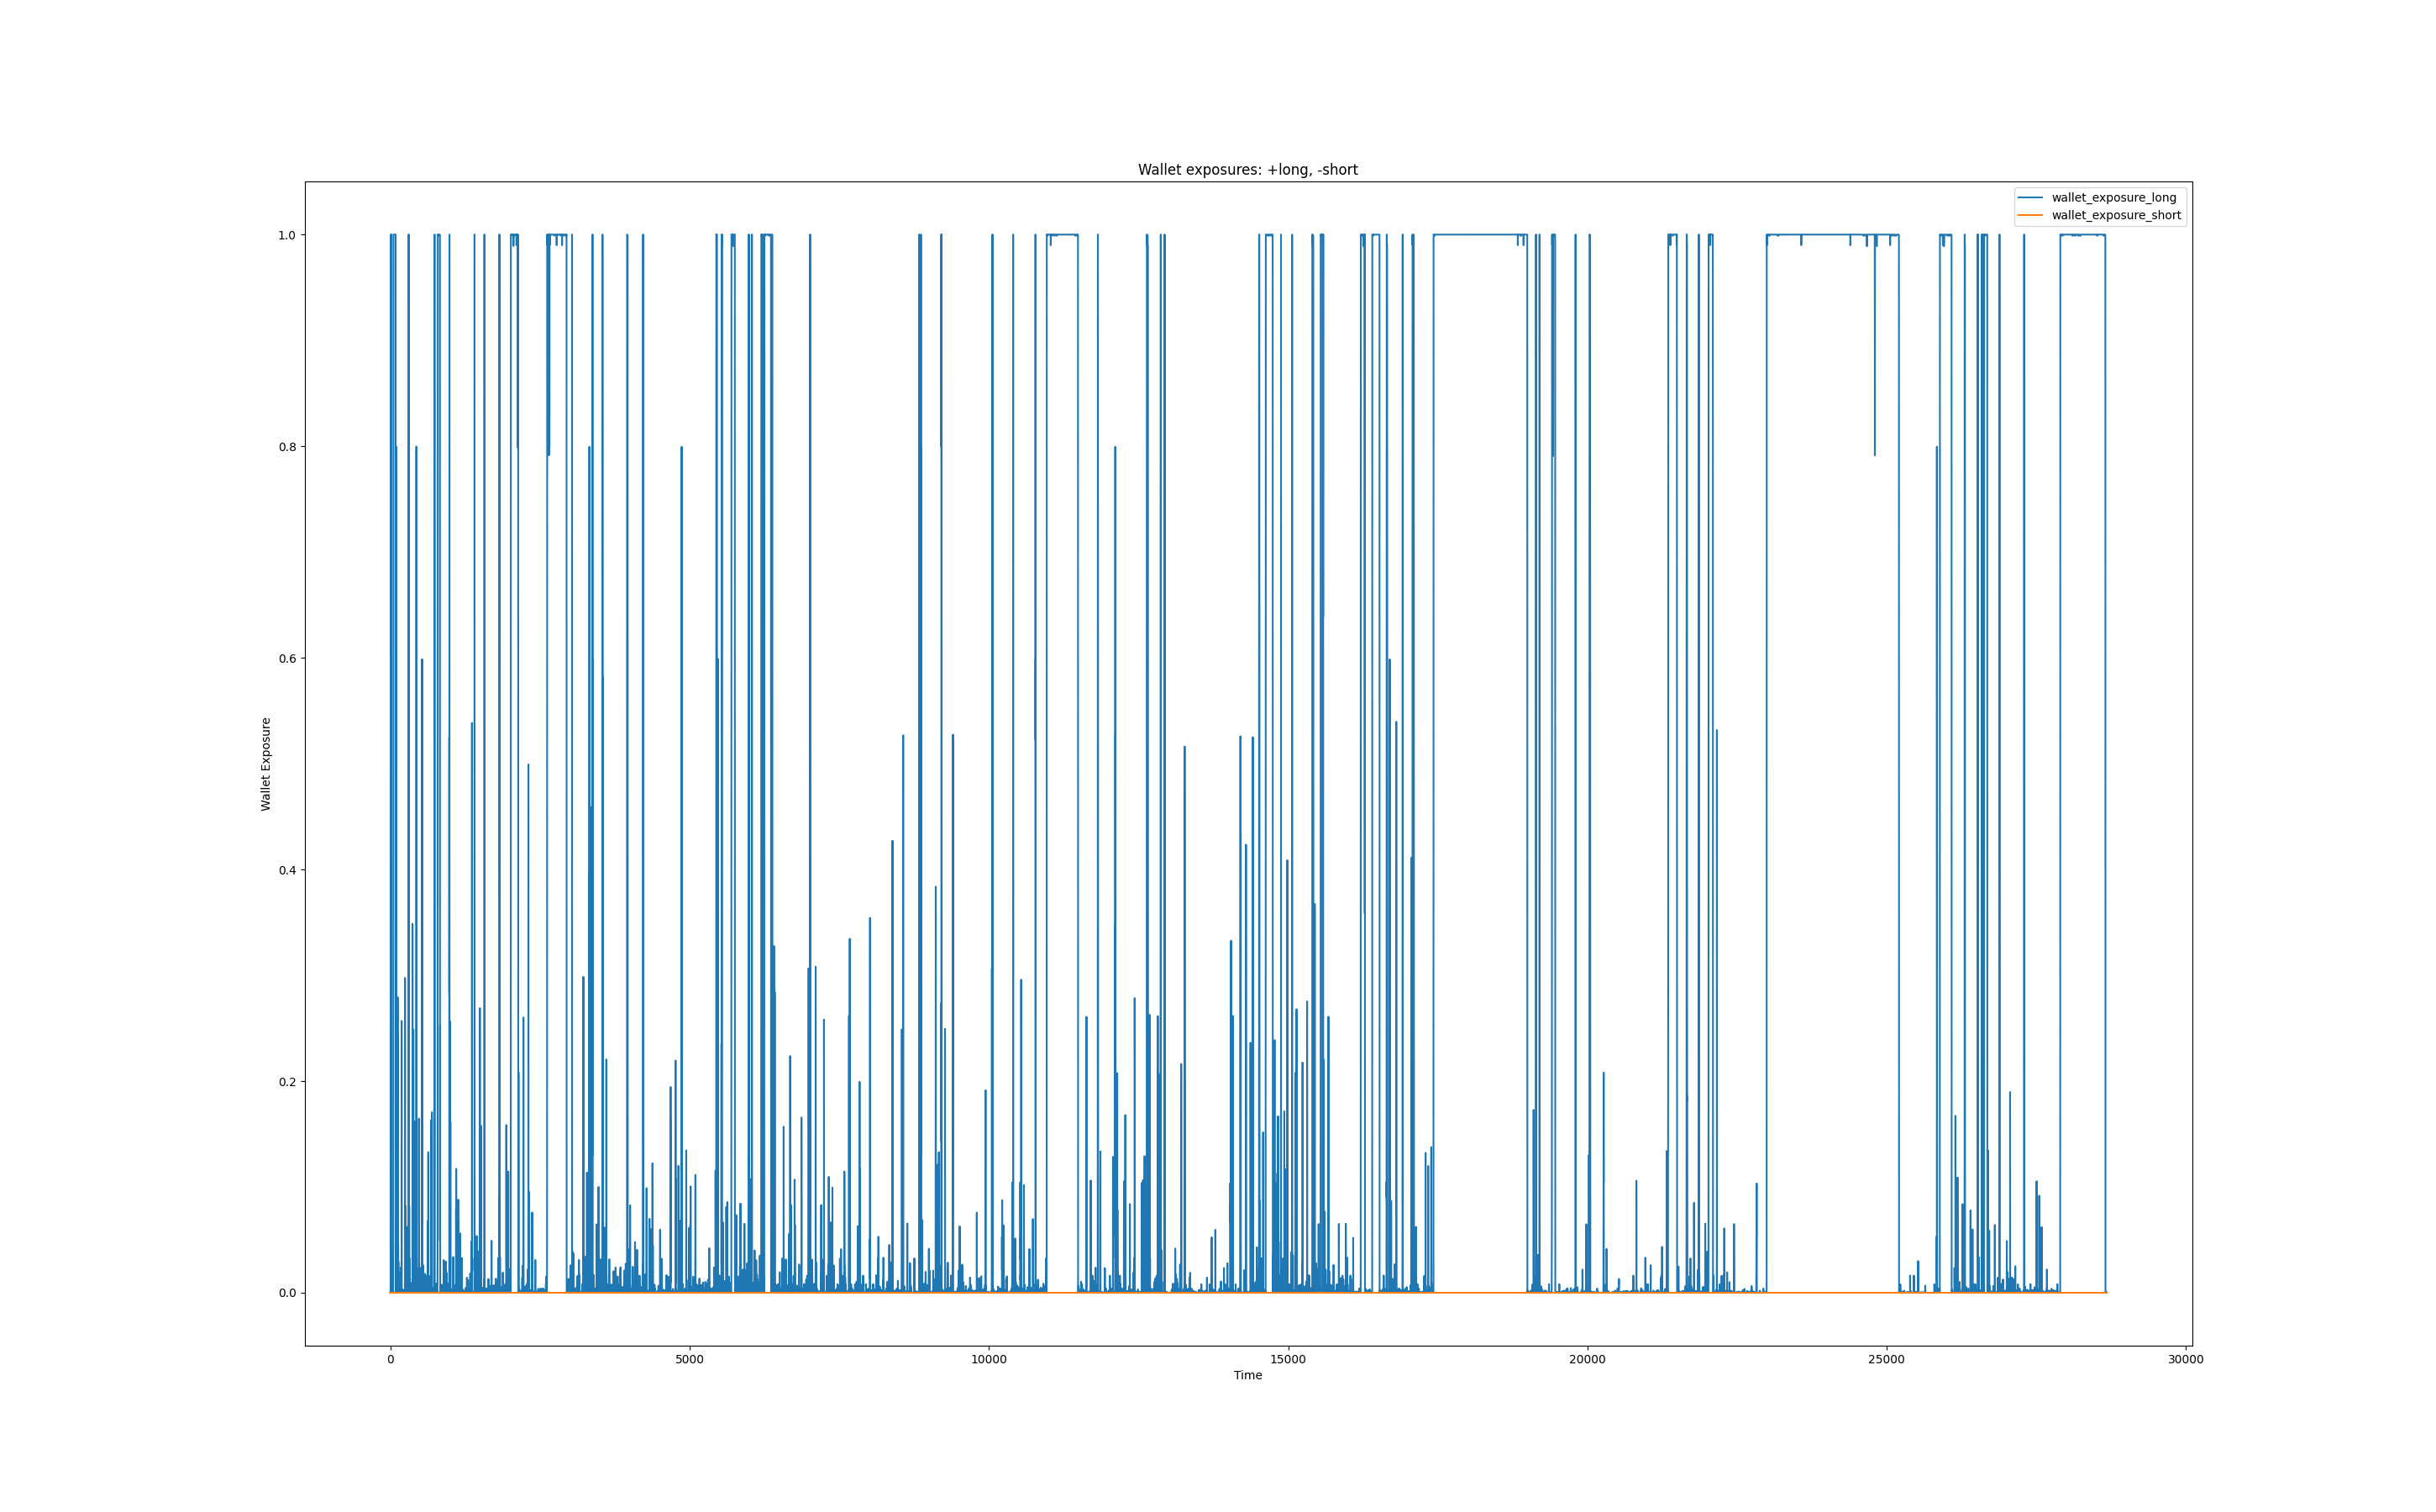 Wallet exposures: +long, -short
wallet_exposure_long
wallet_exposure_short
1.0
0.8
0.6
0.4
0.2
0.0
Wallet Exposure
0 5000 10000 15000 20000 25000 30000
Time